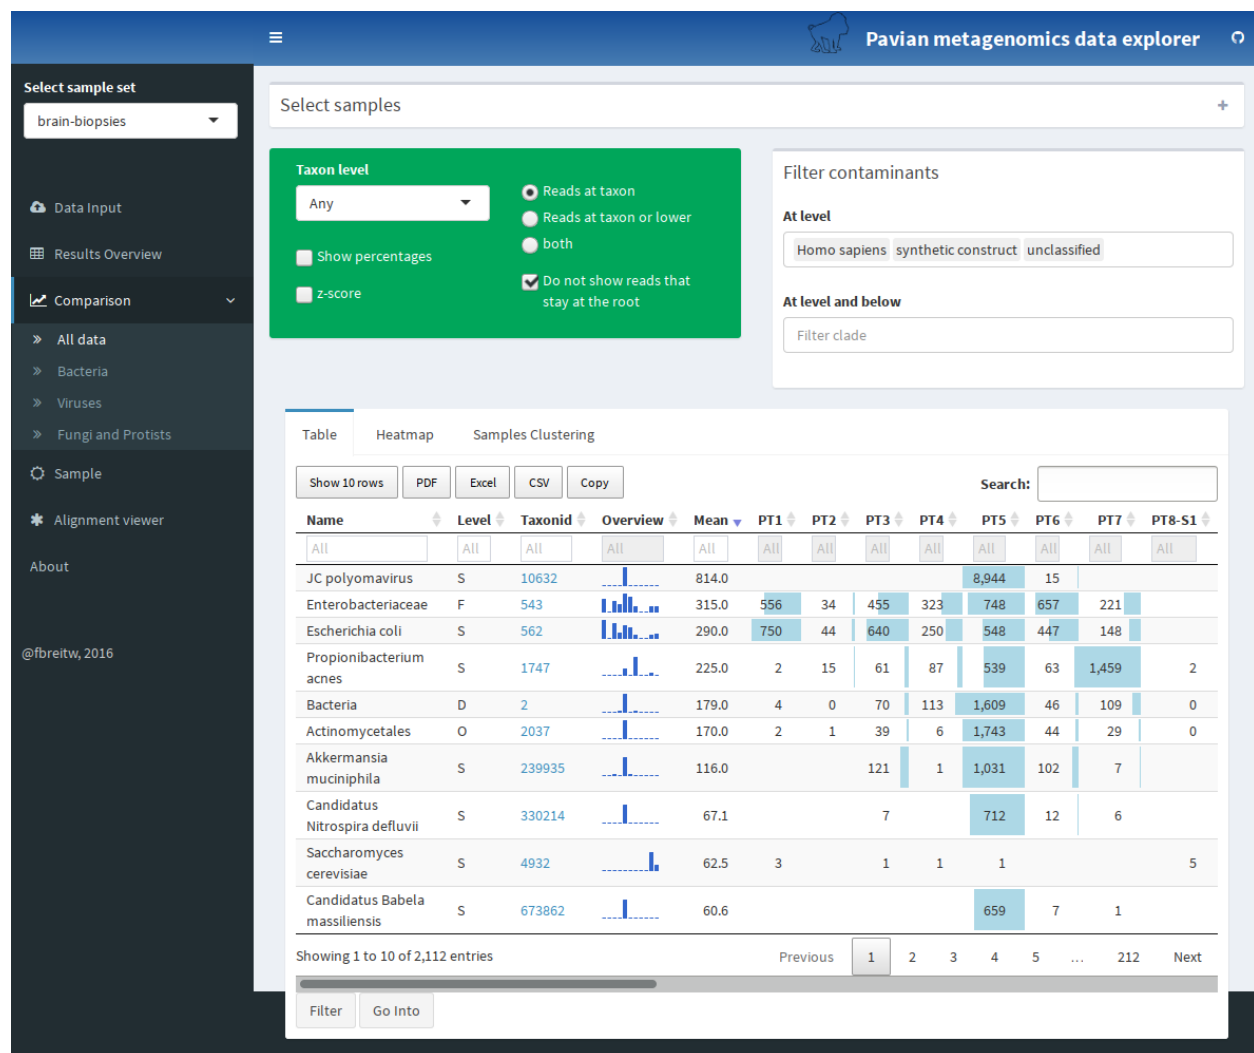 Pavian metagenomics data explorer
Select sample set
brain-biopsies
Data Input
Results Overview
Comparison
All data
Bacteria
Viruses
Fungi and Protists
Sample
Alignment viewer
About
@fbreitw, 2016
Select samples
Taxon level
Any
Show percentages
z-score
Reads at taxon
Reads at taxon or lower
both
Do not show reads that
stay at the root
Filter contaminants
At level
Homo sapiens synthetic construct unclassified
At level and below
Filter clade
Table Heatmap Samples Clustering
Show 10 rows PDF Excel CSV Copy Search:
Name Level Taxonid Overview Mean PT1 PT2 PT3 PT4 PT5 PT6 PT7 PT8-S1
All All All All All All All All All All All All All
JC polyomavirus S 10632 814.0 8,944 15
Enterobacteriaceae F 543 315.0 556 34 455 323 748 657 221
Escherichia coli S 562 290.0 750 44 640 250 548 447 148
Propionibacterium
acnes S 1747 225.0 2 15 61 87 539 63 1,459 2
Bacteria D 2 179.0 4 0 70 113 1,609 46 109 0
Actinomycetales O 2037 170.0 2 1 39 6 1,743 44 29 0
Akkermansia
muciniphila S 239935 116.0 121 1 1,031 102 7
Candidatus
Nitrospira defluvii S 330214 67.1 7 712 12 6
Saccharomyces
cerevisiae S 4932 62.5 3 1 1 1 5
Candidatus Babela
massiliensis S 673862 60.6 659 7 1
Showing 1 to 10 of 2,112 entries Previous 1 2 3 4 5 ... 212 Next
Filter Go Into